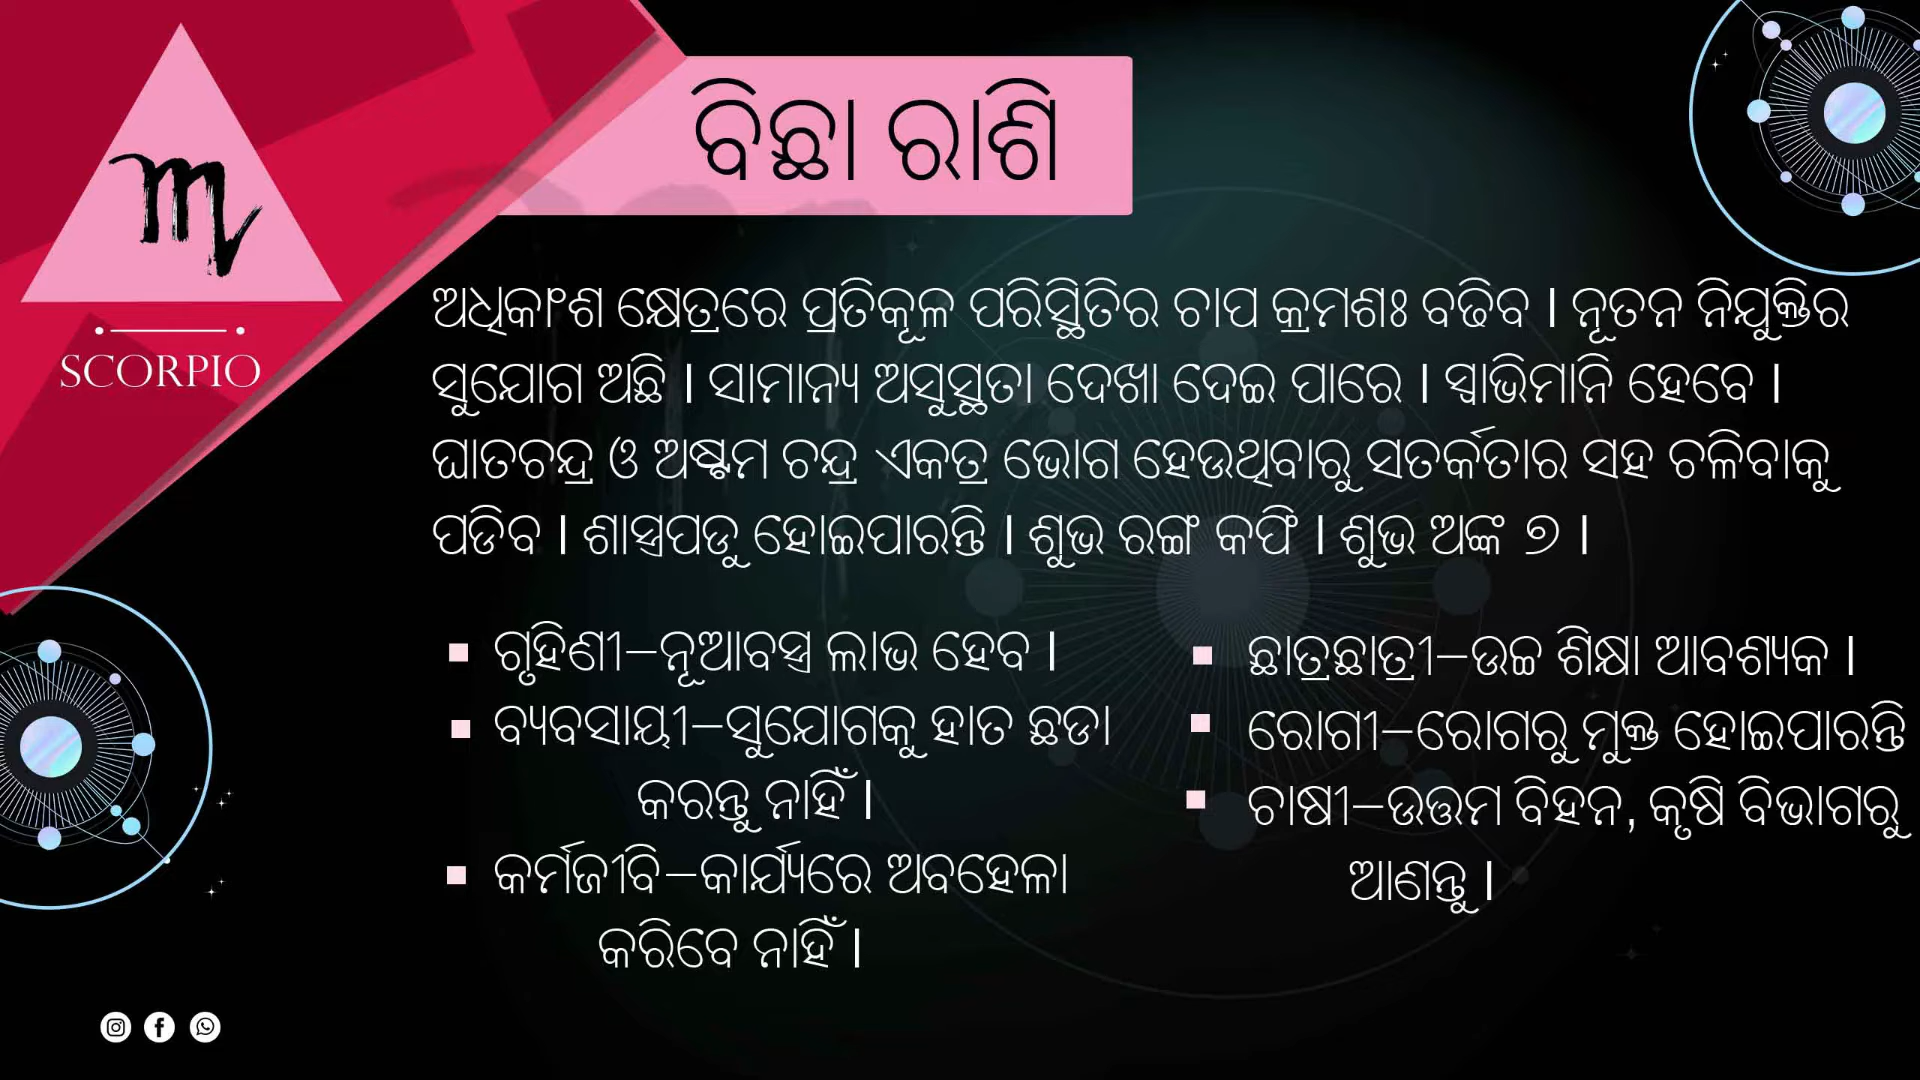 ବିଛା ରାଶି
SCORPIO
ଅଧିକାଂଶ କ୍ଷେତ୍ରରେ ପ୍ରତିକୂଳ ପରିସ୍ଥିତିର ଚାପ କ୍ରମଶଃ ବଢିବ । ନୂତନ ନିଯୁକ୍ତିର
ସୁଯୋଗ ଅଛି । ସାମାନ୍ୟ ଅସୁସ୍ଥତା ଦେଖା ଦେଇ ପାରେ । ସ୍ୱାଭିମାନି ହେବେ ।
ଘାତଚନ୍ଦ୍ର ଓ ଅଷ୍ଟମ ଚନ୍ଦ୍ର ଏକତ୍ର ଭୋଗ ହେଉଥିବାରୁ ସତର୍କତାର ସହ ଚଳିବାକୁ
ପଡିବ । ଶାସ୍ତ୍ରପଡୁ ହୋଇପାରନ୍ତି । ଶୁଭ ରଙ୍ଗ କଫି । ଶୁଭ ଅଙ୍କ ୭ ।
▪ ଗୃହିଣୀ–ନୂଆବସ୍ତ୍ର ଲାଭ ହେବ ।
▪ ବ୍ୟବସାୟୀ–ସୁଯୋଗକୁ ହାତ ଛଡା
କରନ୍ତୁ ନାହିଁ ।
▪ କର୍ମଜୀବି–କାର୍ଯ୍ୟରେ ଅବହେଳା
କରିବେ ନାହିଁ ।
▪ ଛାତ୍ରଛାତ୍ରୀ–ଉଚ୍ଚ ଶିକ୍ଷା ଆବଶ୍ୟକ ।
▪ ରୋଗୀ–ରୋଗରୁ ମୁକ୍ତ ହୋଇପାରନ୍ତି
▪ ଚାଷୀ–ଉତ୍ତମ ବିହନ, କୃଷି ବିଭାଗରୁ
ଆଣନ୍ତୁ ।